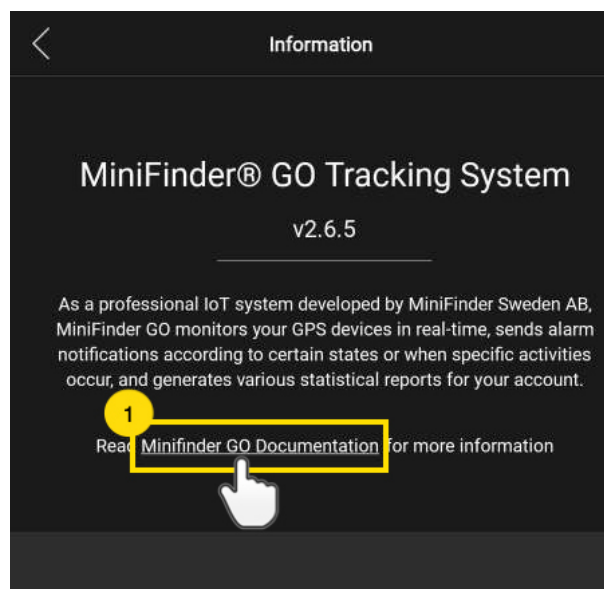 Information
MiniFinder® GO Tracking System
v2.6.5
As a professional IoT system developed by MiniFinder Sweden AB,
MiniFinder GO monitors your GPS devices in real-time, sends alarm
notifications according to certain states or when specific activities
occur, and generates various statistical reports for your account.
1
Read Minifinder GO Documentation for more information